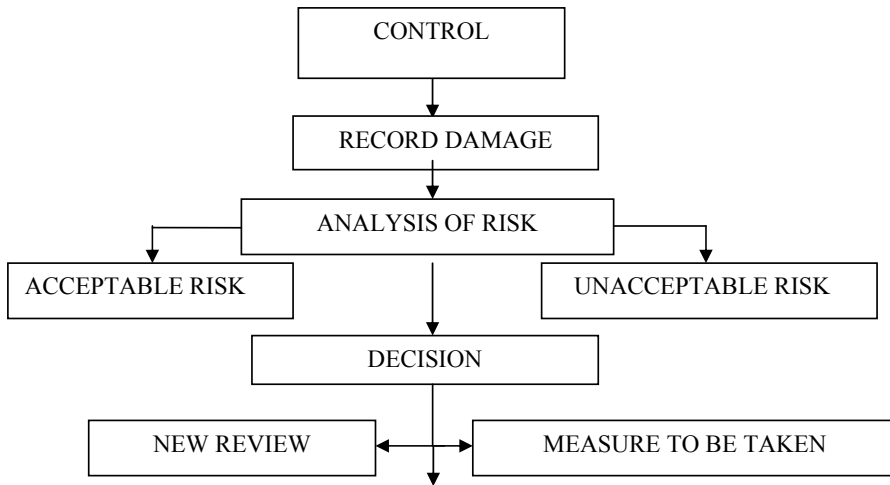 CONTROL
RECORD DAMAGE
ANALYSIS OF RISK
ACCEPTABLE RISK
UNACCEPTABLE RISK
DECISION
NEW REVIEW
MEASURE TO BE TAKEN